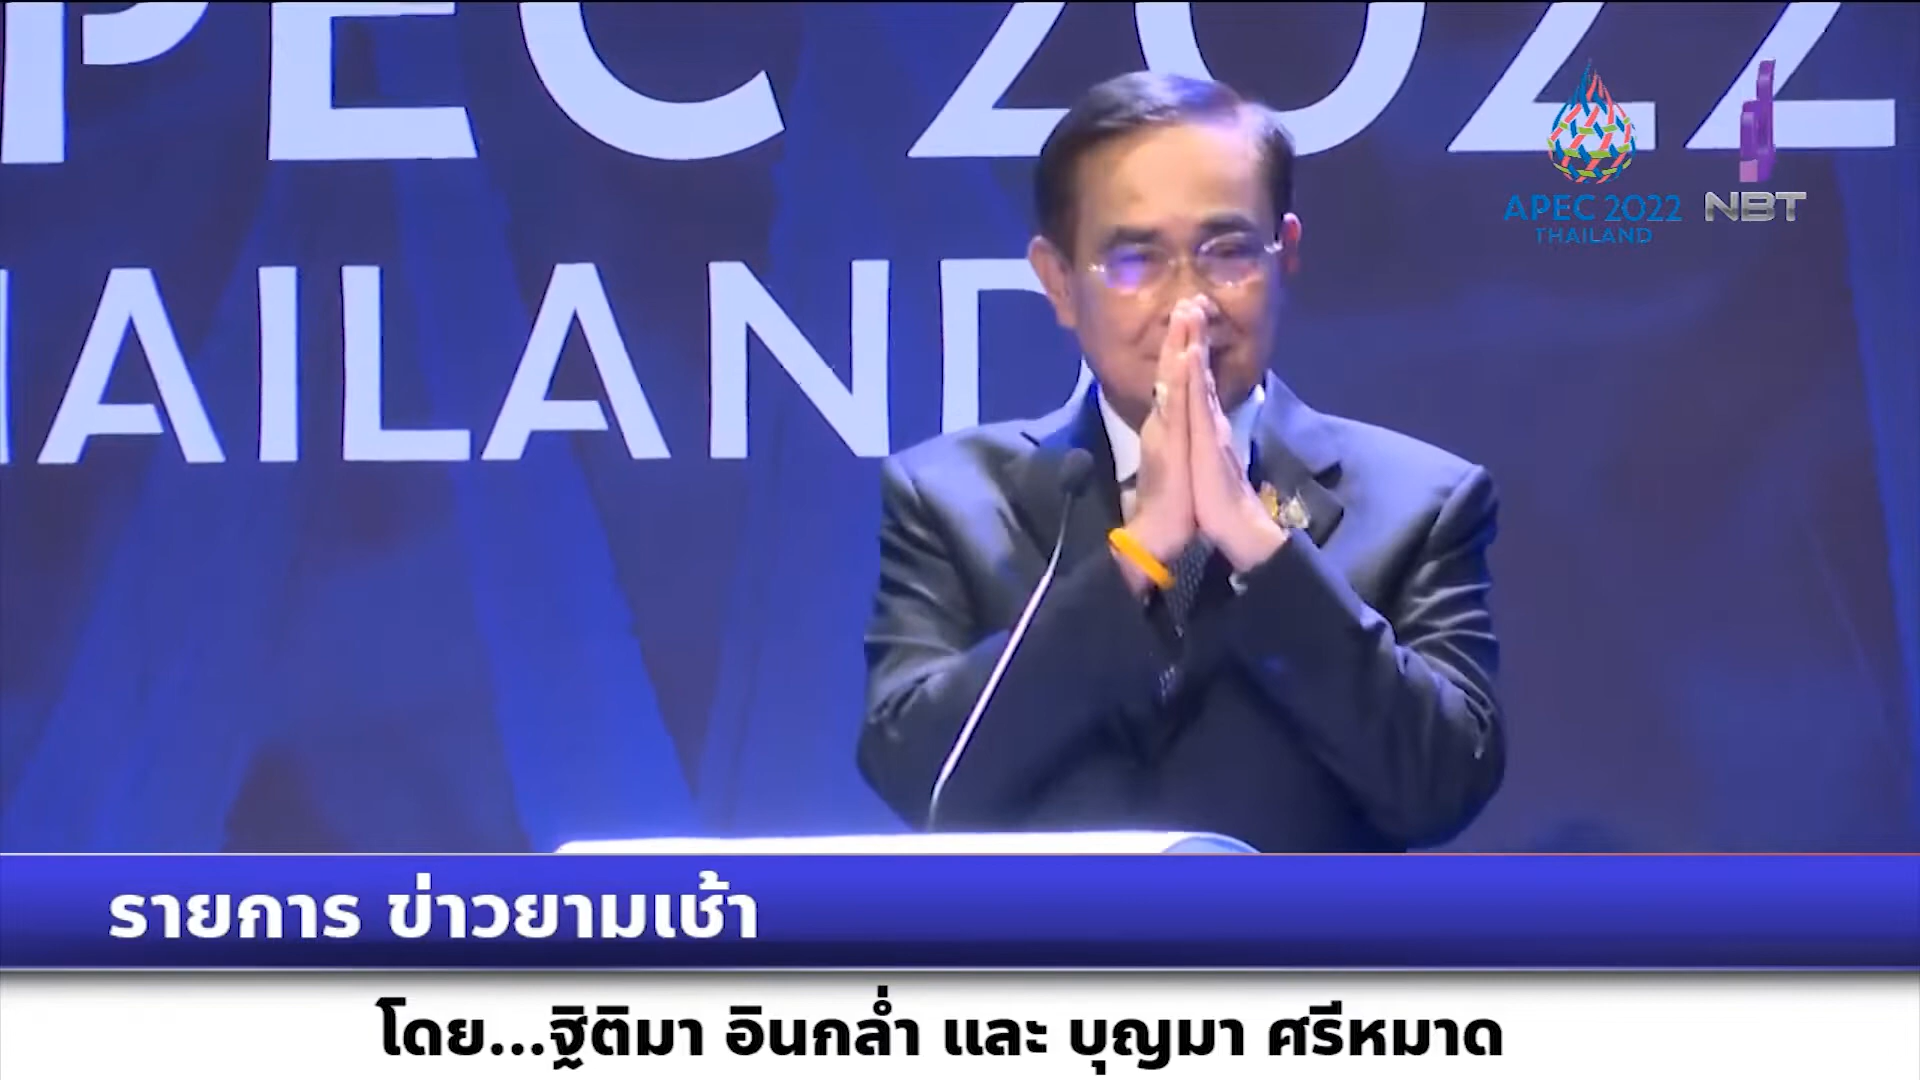 PEC 2022
HAILAND
APEC 2022
THAILAND
NBT
รายการ ข่าวยามเช้า
โดย...ฐิติมา อินกล่ำ และ บุญมา ศรีหมาด